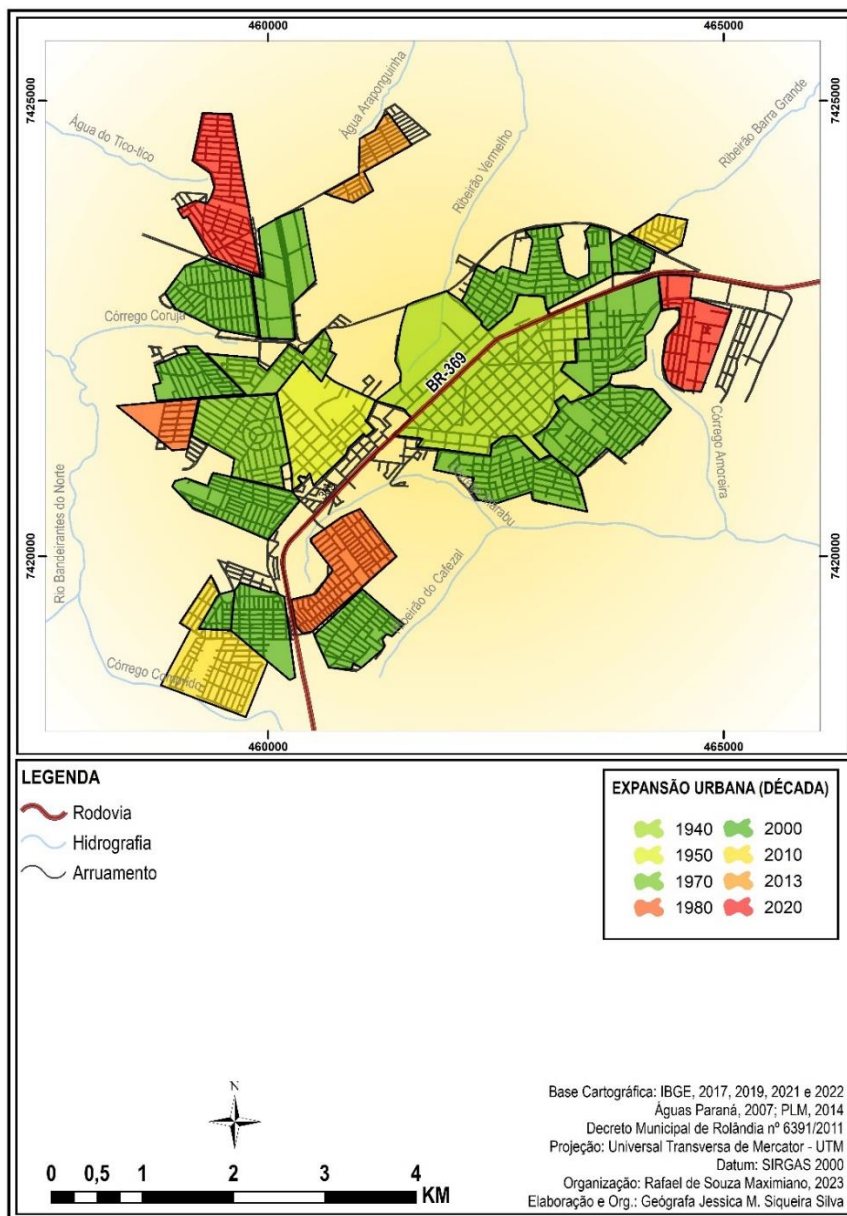 460000
465000
7425000
7425000
Água do Tico-tico
Água Araponguinha
Ribeirão Vermelho
Ribeirão Barra Grande
Córrego Coruja
BR-369
Rio Bandeirantes do Norte
Córrego Amoreira
7420000
7420000
Ribeirão do Cafezal
Córrego
460000
465000
LEGENDA
Rodovia
Hidrografia
Arruamento
EXPANSÃO URBANA (DÉCADA)
1940 2000
1950 2010
1970 2013
1980 2020
N
0 0,5 1 2 3 4
KM
Base Cartográfica: IBGE, 2017, 2019, 2021 e 2022
Águas Paraná, 2007; PLM, 2014
Decreto Municipal de Rolândia nº 6391/2011
Projeção: Universal Transversa de Mercator - UTM
Datum: SIRGAS 2000
Organização: Rafael de Souza Maximiano, 2023
Elaboração e Org.: Geógrafa Jessica M. Siqueira Silva